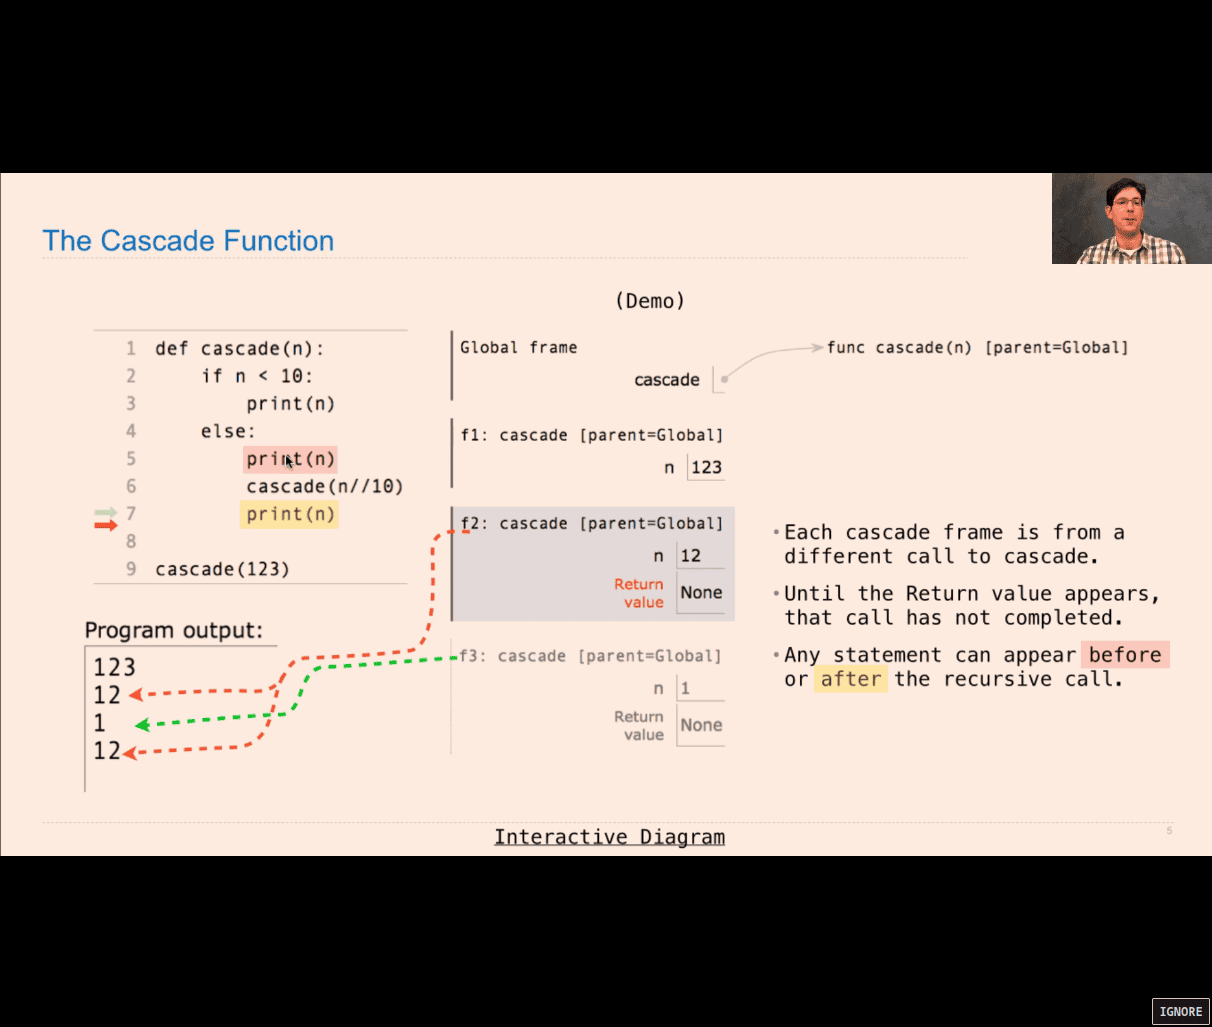 The Cascade Function
(Demo)
1 def cascade(n):
2 if n < 10:
3 print(n)
4 else:
5 print(n)
6 cascade(n//10)
7 print(n)
8
9 cascade(123)
Program output:
123
12
1
12
Global frame
cascade
func cascade(n) [parent=Global]
f1: cascade [parent=Global]
n 123
f2: cascade [parent=Global]
n 12
Return
value None
f3: cascade [parent=Global]
n 1
Return
value None
•Each cascade frame is from a
different call to cascade.
•Until the Return value appears,
that call has not completed.
•Any statement can appear before
or after the recursive call.
Interactive Diagram
5
IGNORE